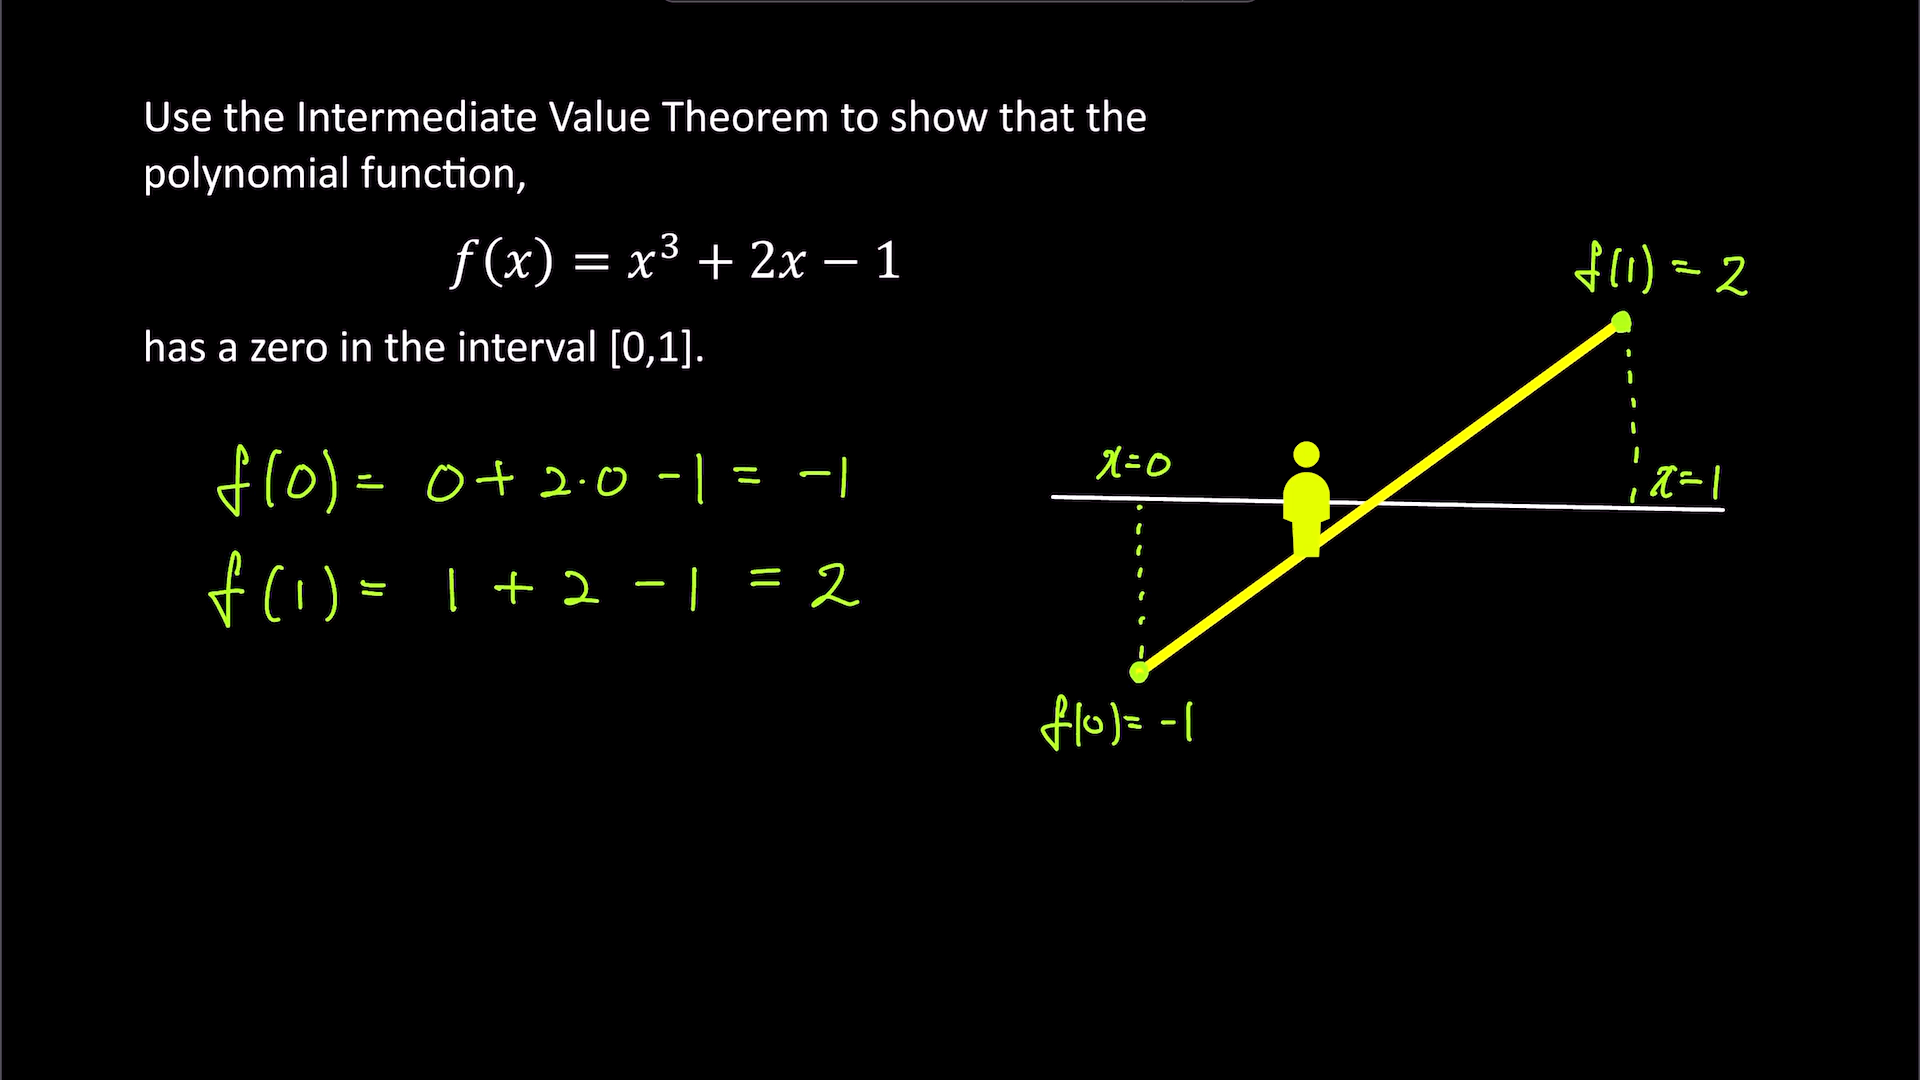 Use the Intermediate Value Theorem to show that the
polynomial function,
f(x) = x³ + 2x − 1
has a zero in the interval [0,1].
f(0) = 0 + 2·0 − 1 = −1
f(1) = 1 + 2 − 1 = 2
f(1) = 2
x=0
x=1
f(0) = −1